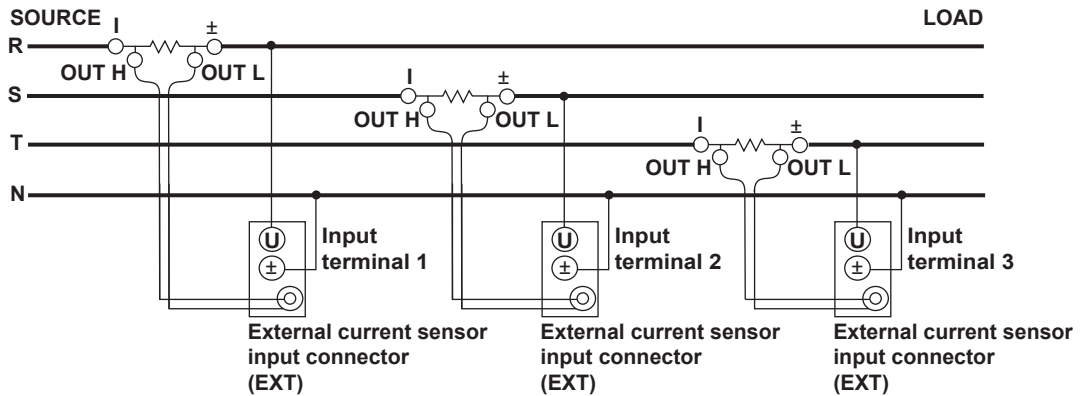 SOURCE I ± LOAD
R
OUT H OUT L
I ±
S
OUT H OUT L
I ±
T
OUT H OUT L
N
U Input
± terminal 1
U Input
± terminal 2
U Input
± terminal 3
External current sensor
input connector
(EXT)
External current sensor
input connector
(EXT)
External current sensor
input connector
(EXT)